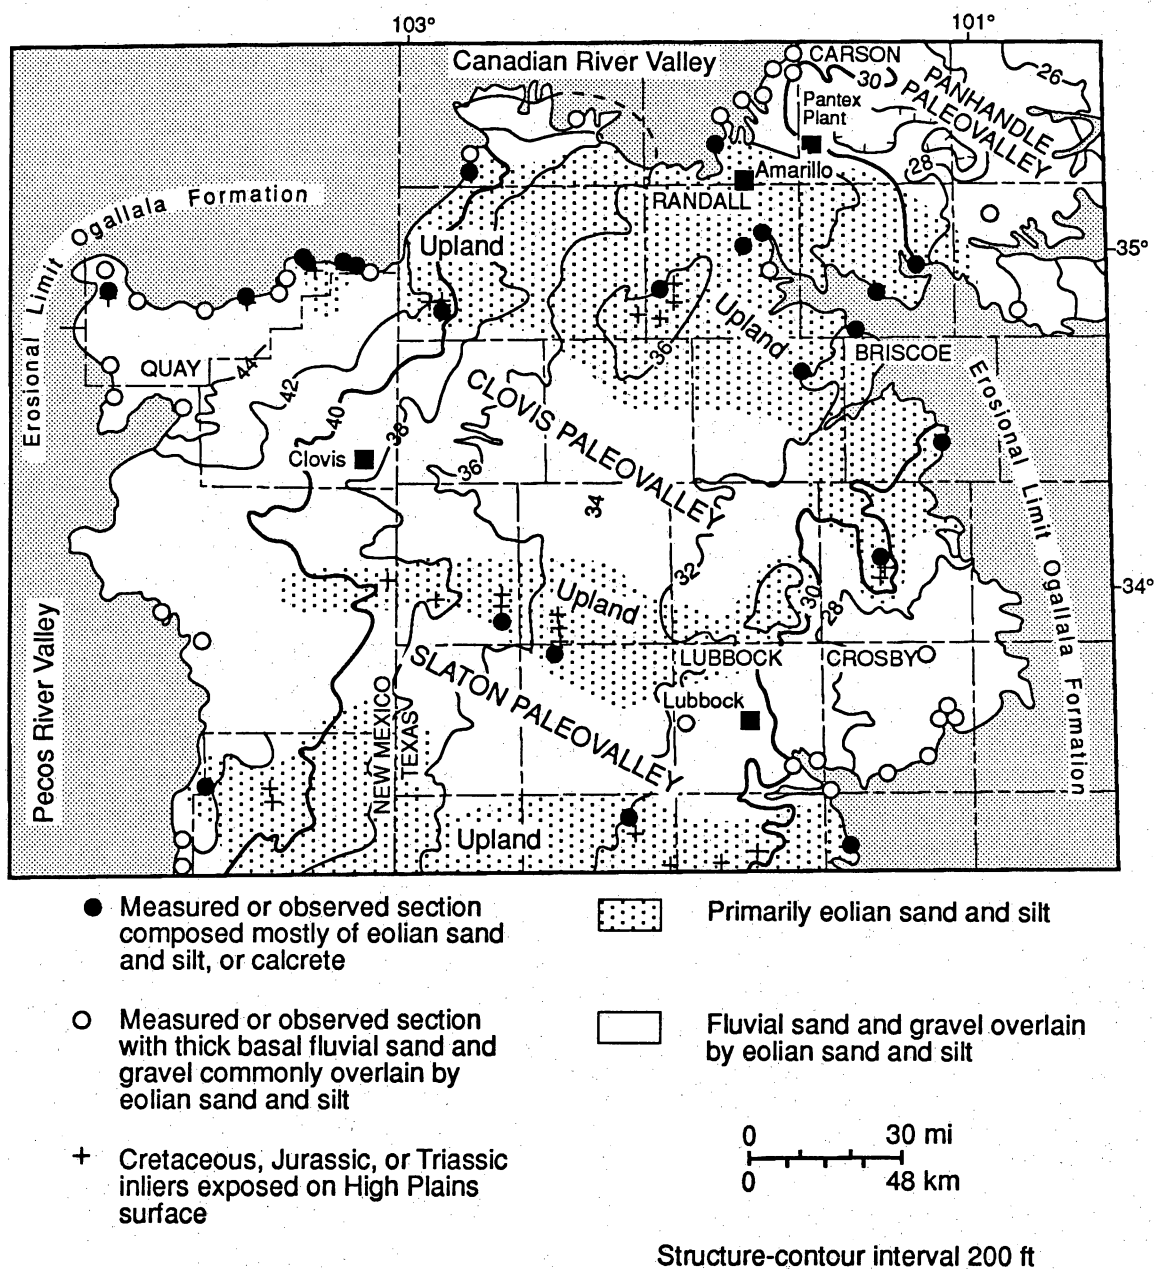 103°
101°
Canadian River Valley
CARSON
30
26
PANHANDLE
PALEOVALLEY
Pantex
Plant
28
Amarillo
RANDALL
Erosional Limit Ogallala Formation
Upland
35°
Upland
36
QUAY
44
42
40
38
BRISCOE
CLOVIS PALEOVALLEY
Clovis
36
34
32
30
28
Erosional Limit Ogallala Formation
34°
Upland
Pecos River Valley
SLATON PALEOVALLEY
LUBBOCK
CROSBY
Lubbock
NEW MEXICO
TEXAS
Upland
Measured or observed section
composed mostly of eolian sand
and silt, or calcrete
Measured or observed section
with thick basal fluvial sand and
gravel commonly overlain by
eolian sand and silt
Cretaceous, Jurassic, or Triassic
inliers exposed on High Plains
surface
Primarily eolian sand and silt
Fluvial sand and gravel overlain
by eolian sand and silt
0 30 mi
0 48 km
Structure-contour interval 200 ft